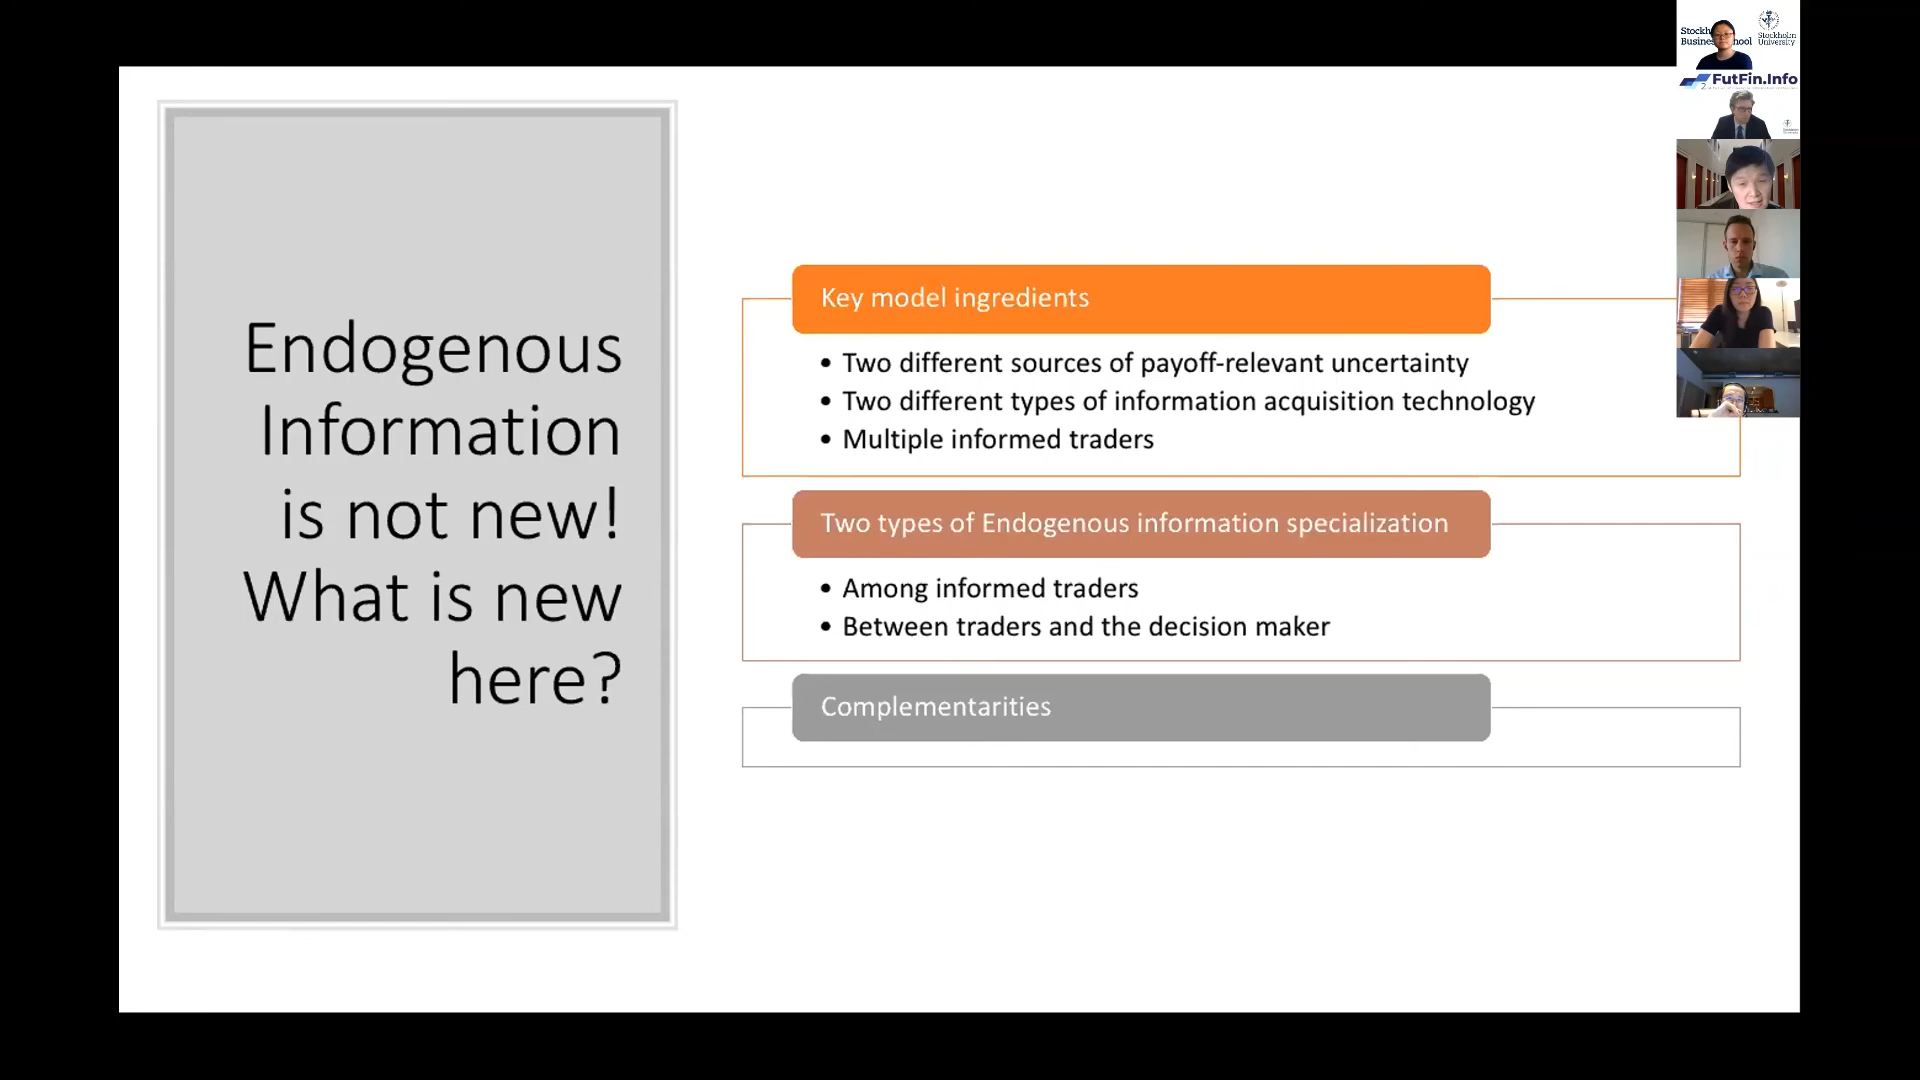 Endogenous
Information
is not new!
What is new
here?
Key model ingredients
• Two different sources of payoff-relevant uncertainty
• Two different types of information acquisition technology
• Multiple informed traders
Two types of Endogenous information specialization
• Among informed traders
• Between traders and the decision maker
Complementarities
Stockholm
University
FutFin.Info